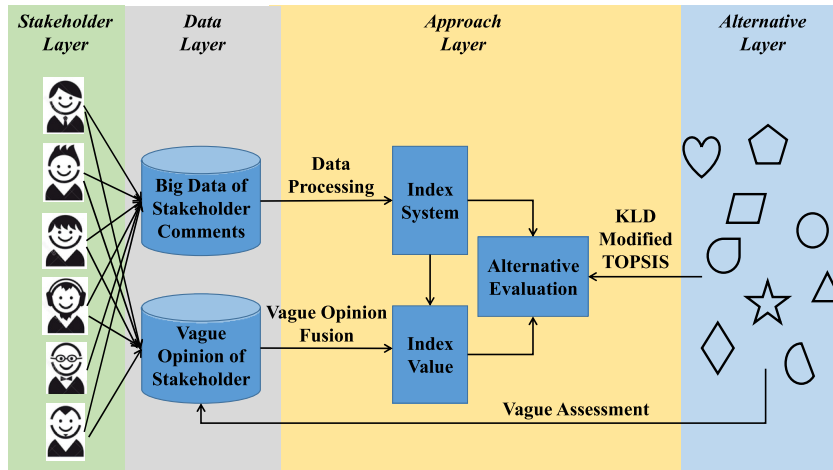 Stakeholder
Layer
Data
Layer
Approach
Layer
Alternative
Layer
Big Data of
Stakeholder
Comments
Data
Processing
Index
System
KLD
Modified
TOPSIS
Alternative
Evaluation
Vague Opinion
Fusion
Vague
Opinion of
Stakeholder
Index
Value
Vague Assessment